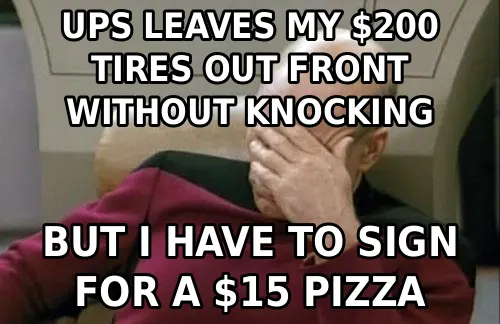 UPS LEAVES MY $200
TIRES OUT FRONT
WITHOUT KNOCKING
BUT I HAVE TO SIGN
FOR A $15 PIZZA